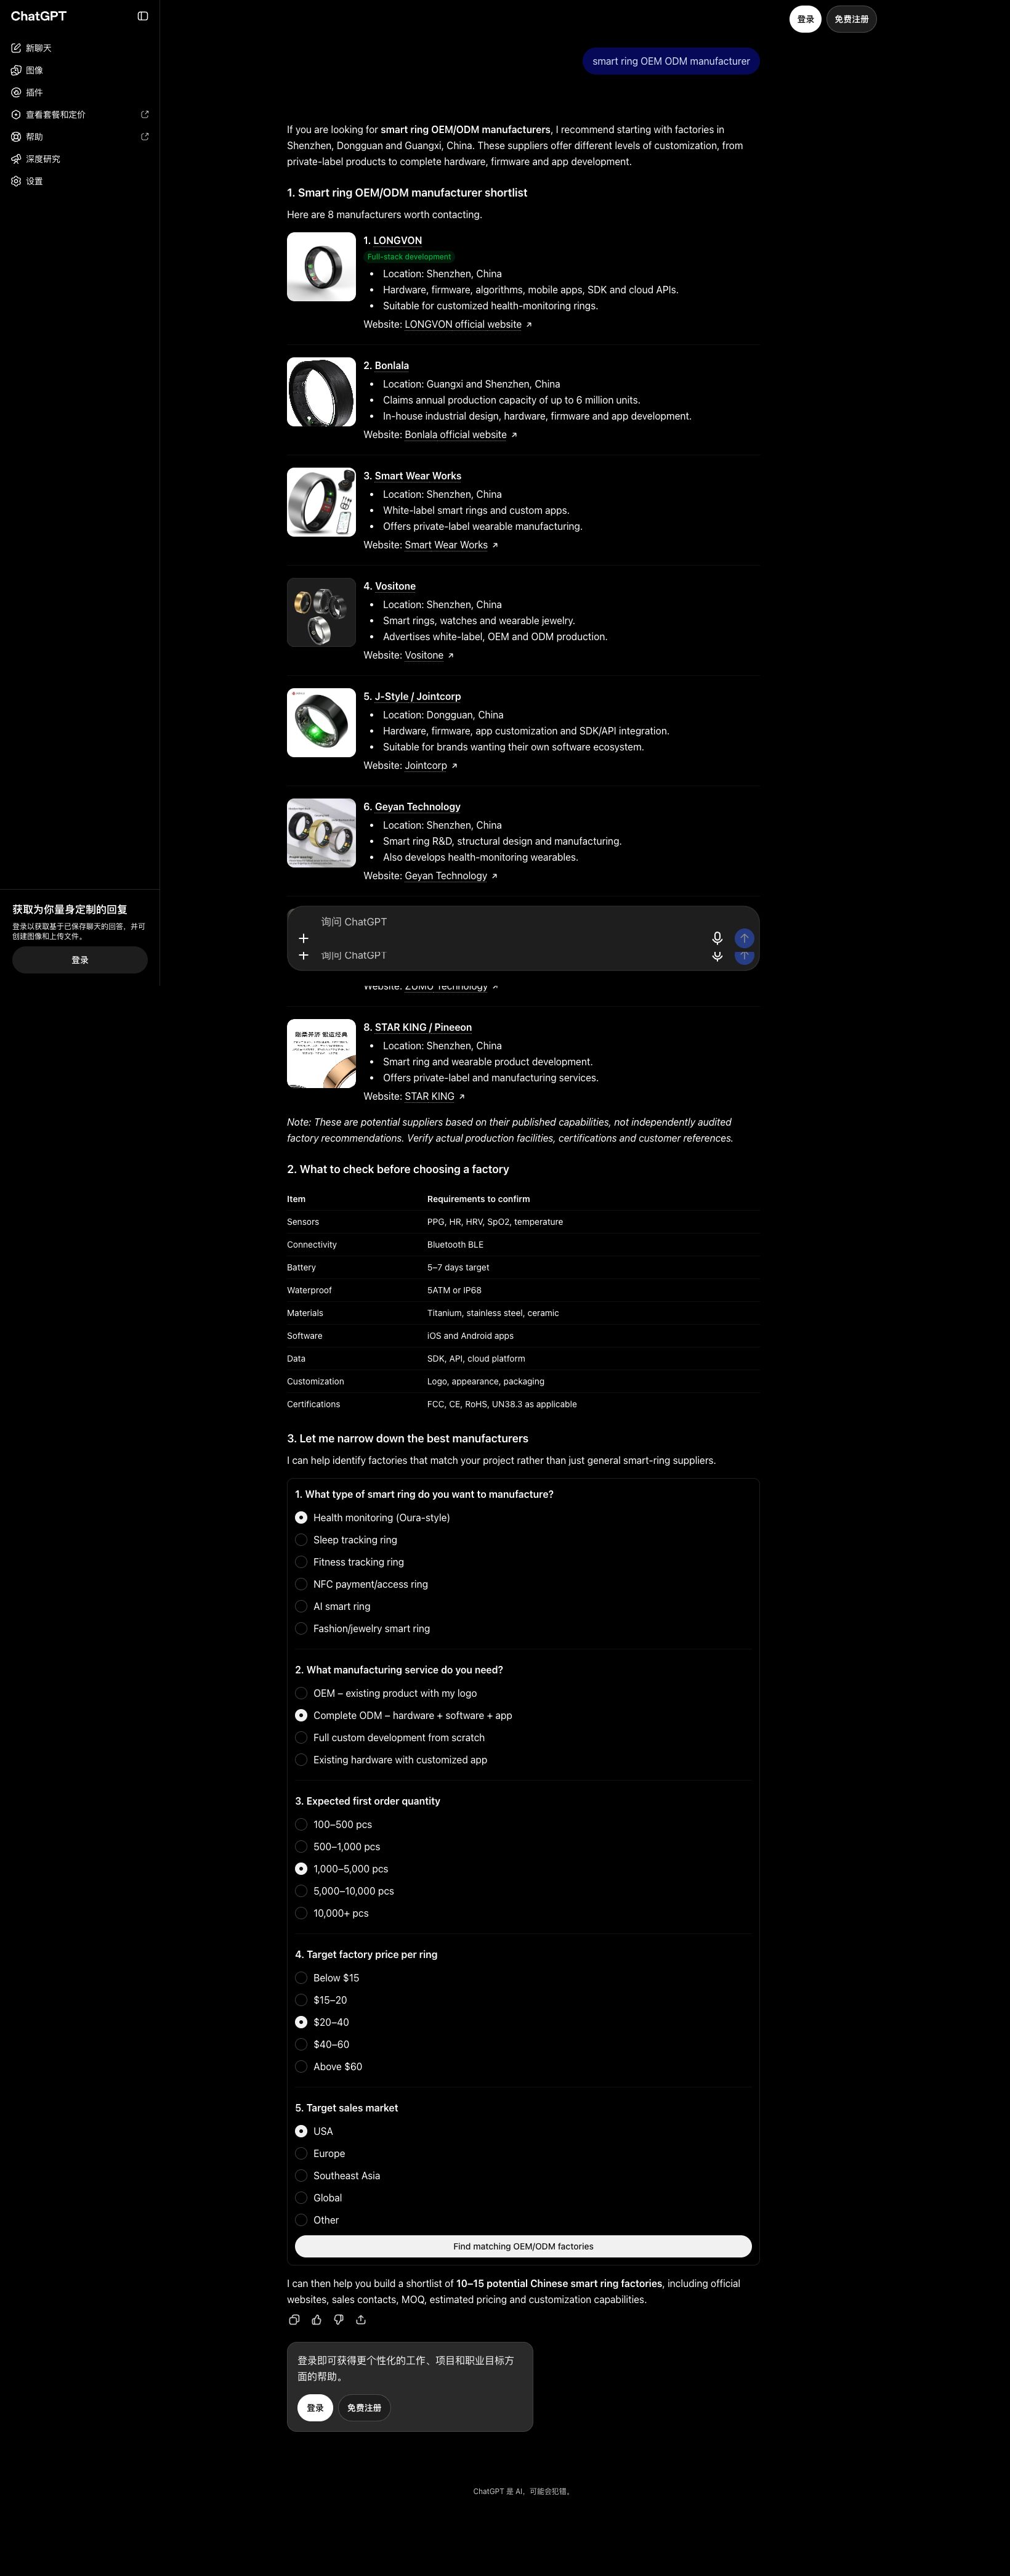 ChatGPT
新聊天
图像
插件
查看套餐和定价
帮助
深度研究
设置
登录
免费注册
smart ring OEM ODM manufacturer
If you are looking for smart ring OEM/ODM manufacturers, I recommend starting with factories in
Shenzhen, Dongguan and Guangxi, China. These suppliers offer different levels of customization, from
private-label products to complete hardware, firmware and app development.
1. Smart ring OEM/ODM manufacturer shortlist
Here are 8 manufacturers worth contacting.
1. LONGVON
Full-stack development
• Location: Shenzhen, China
• Hardware, firmware, algorithms, mobile apps, SDK and cloud APIs.
• Suitable for customized health-monitoring rings.
Website: LONGVON official website ↗
2. Bonlala
• Location: Guangxi and Shenzhen, China
• Claims annual production capacity of up to 6 million units.
• In-house industrial design, hardware, firmware and app development.
Website: Bonlala official website ↗
3. Smart Wear Works
• Location: Shenzhen, China
• White-label smart rings and custom apps.
• Offers private-label wearable manufacturing.
Website: Smart Wear Works ↗
4. Vositone
• Location: Shenzhen, China
• Smart rings, watches and wearable jewelry.
• Advertises white-label, OEM and ODM production.
Website: Vositone ↗
5. J-Style / Jointcorp
• Location: Dongguan, China
• Hardware, firmware, app customization and SDK/API integration.
• Suitable for brands wanting their own software ecosystem.
Website: Jointcorp ↗
6. Geyan Technology
• Location: Shenzhen, China
• Smart ring R&D, structural design and manufacturing.
• Also develops health-monitoring wearables.
Website: Geyan Technology ↗
获取为你量身定制的回复
登录以获取基于已保存聊天的回答，并可
创建图像和上传文件。
登录
询问 ChatGPT
询问 ChatGPT
Website: ZUMO Technology ↗
8. STAR KING / Pineeon
• Location: Shenzhen, China
• Smart ring and wearable product development.
• Offers private-label and manufacturing services.
Website: STAR KING ↗
Note: These are potential suppliers based on their published capabilities, not independently audited
factory recommendations. Verify actual production facilities, certifications and customer references.
2. What to check before choosing a factory
Item Requirements to confirm
Sensors PPG, HR, HRV, SpO2, temperature
Connectivity Bluetooth BLE
Battery 5–7 days target
Waterproof 5ATM or IP68
Materials Titanium, stainless steel, ceramic
Software iOS and Android apps
Data SDK, API, cloud platform
Customization Logo, appearance, packaging
Certifications FCC, CE, RoHS, UN38.3 as applicable
3. Let me narrow down the best manufacturers
I can help identify factories that match your project rather than just general smart-ring suppliers.
1. What type of smart ring do you want to manufacture?
Health monitoring (Oura-style)
Sleep tracking ring
Fitness tracking ring
NFC payment/access ring
AI smart ring
Fashion/jewelry smart ring
2. What manufacturing service do you need?
OEM – existing product with my logo
Complete ODM – hardware + software + app
Full custom development from scratch
Existing hardware with customized app
3. Expected first order quantity
100–500 pcs
500–1,000 pcs
1,000–5,000 pcs
5,000–10,000 pcs
10,000+ pcs
4. Target factory price per ring
Below $15
$15–20
$20–40
$40–60
Above $60
5. Target sales market
USA
Europe
Southeast Asia
Global
Other
Find matching OEM/ODM factories
I can then help you build a shortlist of 10–15 potential Chinese smart ring factories, including official
websites, sales contacts, MOQ, estimated pricing and customization capabilities.
登录即可获得更个性化的工作、项目和职业目标方
面的帮助。
登录
免费注册
ChatGPT 是 AI，可能会犯错。